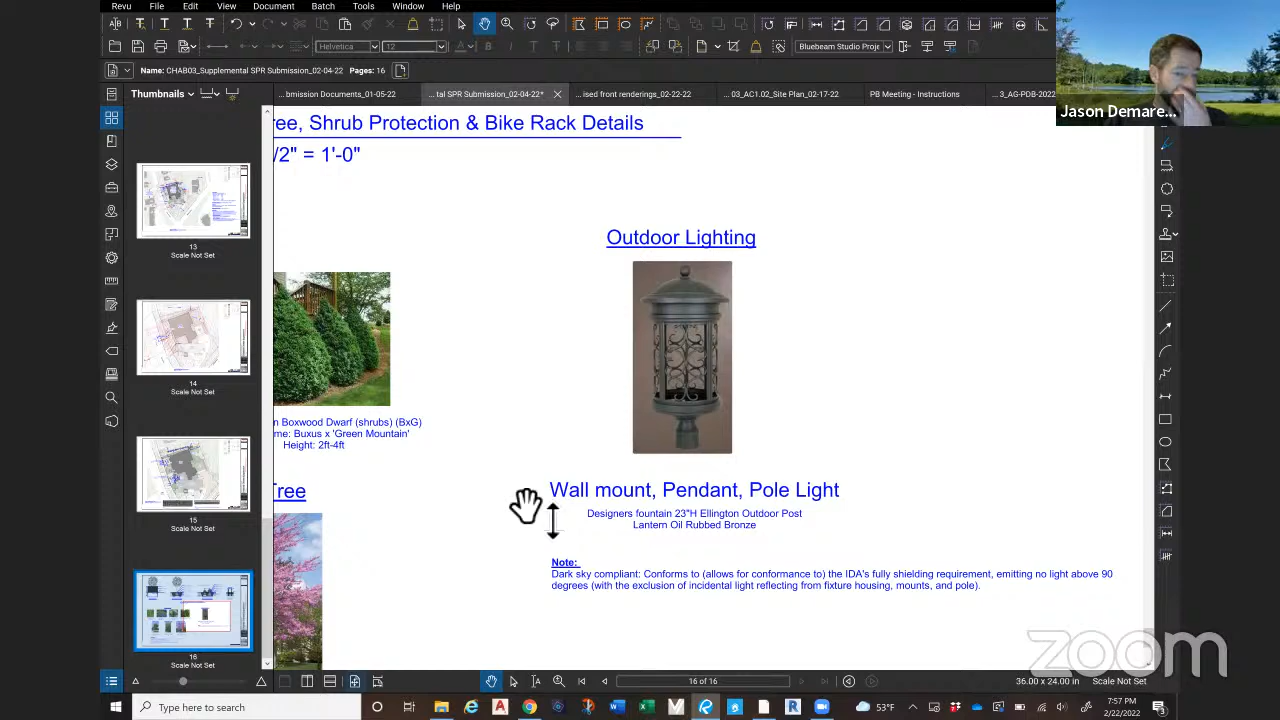 Revu File Edit View Document Batch Tools Window Help
Helvetica 12 Bluebeam Studio Projec
Name: CHAB03_Supplemental SPR Submission_02-04-22 Pages: 16
Thumbnails ...bmission Documents_01-05-22 ...tal SPR Submission_02-04-22* ...ised front renderings_02-22-22 ...03_AC1.02_Site Plan_02-17-22 PB Meeting - Instructions ...3_AG-PDB-2022
Jason Demare...
ree, Shrub Protection & Bike Rack Details
/2" = 1'-0"
13
Scale Not Set
14
Scale Not Set
15
Scale Not Set
16
Scale Not Set
Outdoor Lighting
n Boxwood Dwarf (shrubs) (BxG)
me: Buxus x 'Green Mountain'
Height: 2ft-4ft
Tree
Wall mount, Pendant, Pole Light
Designers fountain 23"H Ellington Outdoor Post
Lantern Oil Rubbed Bronze
Note:
Dark sky compliant: Conforms to (allows for conformance to) the IDA's fully shielding requirement, emitting no light above 90
degrees (with the exclusion of incidental light reflecting from fixture housing, mounts, and pole).
zoom
16 of 16 36.00 x 24.00 in Scale Not Set
Type here to search 53°F 7:57 PM
2/22/2022